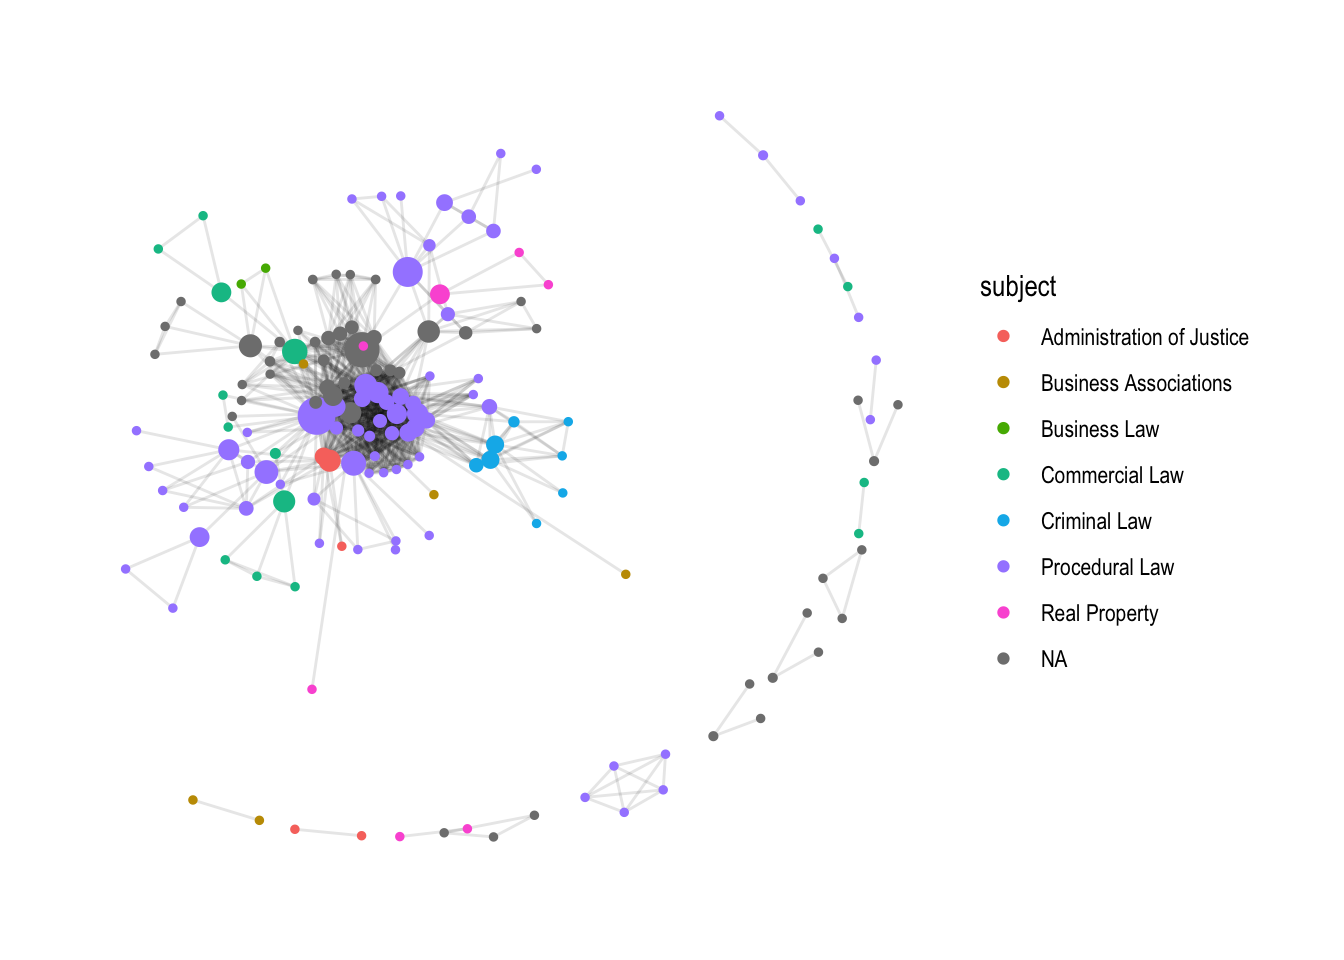 subject
Administration of Justice
Business Associations
Business Law
Commercial Law
Criminal Law
Procedural Law
Real Property
NA